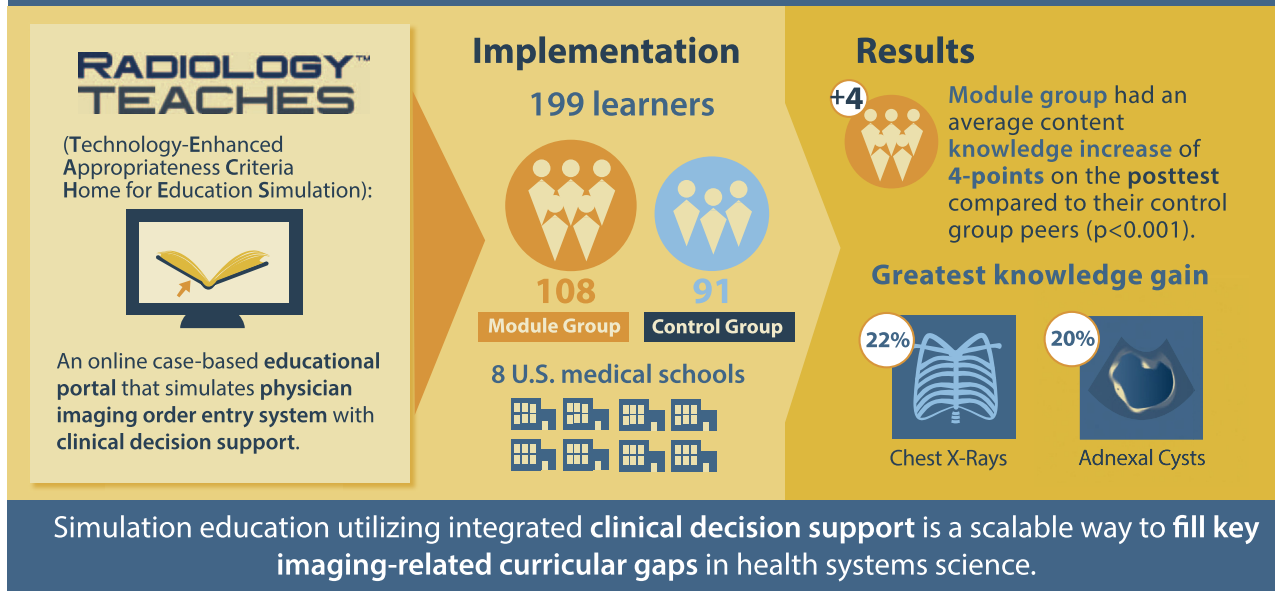 RADIOLOGY™
TEACHES
(Technology-Enhanced
Appropriateness Criteria
Home for Education Simulation):
An online case-based educational
portal that simulates physician
imaging order entry system with
clinical decision support.
Implementation
199 learners
108
Module Group
91
Control Group
8 U.S. medical schools
Results
+4
Module group had an
average content
knowledge increase of
4-points on the posttest
compared to their control
group peers (p<0.001).
Greatest knowledge gain
22%
Chest X-Rays
20%
Adnexal Cysts
Simulation education utilizing integrated clinical decision support is a scalable way to fill key
imaging-related curricular gaps in health systems science.